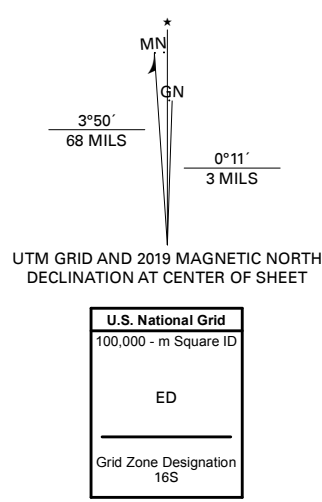 MN
GN
3°50´
68 MILS
0°11´
3 MILS
UTM GRID AND 2019 MAGNETIC NORTH
DECLINATION AT CENTER OF SHEET
U.S. National Grid
100,000 - m Square ID
ED
Grid Zone Designation
16S